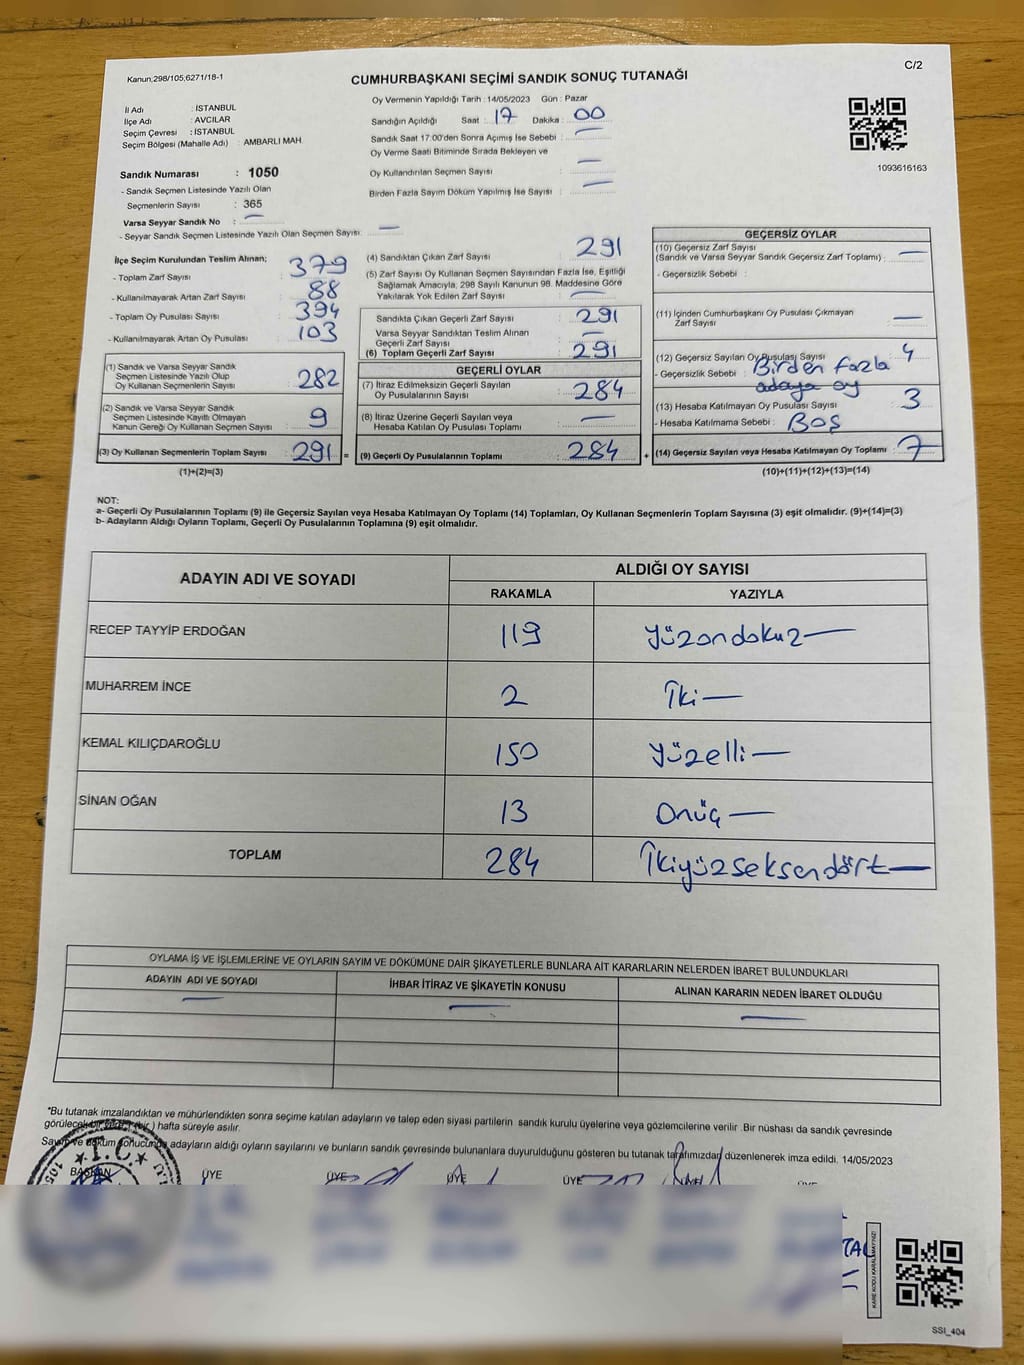 Kanun;298/105;6271/18-1
C/2
CUMHURBAŞKANI SEÇİMİ SANDIK SONUÇ TUTANAĞI
İl Adı : İSTANBUL
İlçe Adı : AVCILAR
Seçim Çevresi : İSTANBUL
Seçim Bölgesi (Mahalle Adı) : AMBARLI MAH.
Oy Vermenin Yapıldığı Tarih : 14/05/2023 Gün : Pazar
Sandığın Açıldığı Saat : 17 Dakika : 00
Sandık Saat 17:00'den Sonra Açımış İse Sebebi : —
Oy Verme Saati Bitiminde Sırada Bekleyen ve
Oy Kullandırılan Seçmen Sayısı : —
Birden Fazla Sayım Döküm Yapılmış İse Sayısı : —
1093616163
Sandık Numarası : 1050
- Sandık Seçmen Listesinde Yazılı Olan
Seçmenlerin Sayısı : 365
Varsa Seyyar Sandık No : —
- Seyyar Sandık Seçmen Listesinde Yazılı Olan Seçmen Sayısı : —
İlçe Seçim Kurulundan Teslim Alınan;
- Toplam Zarf Sayısı : 379
- Kullanılmayarak Artan Zarf Sayısı : 88
- Toplam Oy Pusulası Sayısı : 394
- Kullanılmayarak Artan Oy Pusulası : 103
(1) Sandık ve Varsa Seyyar Sandık
Seçmen Listesinde Yazılı Olup
Oy Kullanan Seçmenlerin Sayısı : 282
(2) Sandık ve Varsa Seyyar Sandık
Seçmen Listesinde Kayıtlı Olmayan
Kanun Gereği Oy Kullanan Seçmen Sayısı : 9
(3) Oy Kullanan Seçmenlerin Toplam Sayısı : 291 =
(1)+(2)=(3)
(4) Sandıktan Çıkan Zarf Sayısı : 291
(5) Zarf Sayısı Oy Kullanan Seçmen Sayısından Fazla İse, Eşitliği
Sağlamak Amacıyla, 298 Sayılı Kanunun 98. Maddesine Göre
Yakılarak Yok Edilen Zarf Sayısı : —
Sandıkta Çıkan Geçerli Zarf Sayısı : 291
Varsa Seyyar Sandıktan Teslim Alınan
Geçerli Zarf Sayısı : —
(6) Toplam Geçerli Zarf Sayısı : 291
GEÇERLİ OYLAR
(7) İtiraz Edilmeksizin Geçerli Sayılan
Oy Pusulalarının Sayısı : 284
(8) İtiraz Üzerine Geçerli Sayılan veya
Hesaba Katılan Oy Pusulası Toplamı : —
(9) Geçerli Oy Pusulalarının Toplamı : 284 +
GEÇERSİZ OYLAR
(10) Geçersiz Zarf Sayısı
(Sandık ve Varsa Seyyar Sandık Geçersiz Zarf Toplamı) : —
- Geçersizlik Sebebi :
(11) İçinden Cumhurbaşkanı Oy Pusulası Çıkmayan
Zarf Sayısı : —
(12) Geçersiz Sayılan Oy Pusulası Sayısı : 4
- Geçersizlik Sebebi : Birden fazla
adaya oy
(13) Hesaba Katılmayan Oy Pusulası Sayısı : 3
- Hesaba Katılmama Sebebi : Boş
(14) Geçersiz Sayılan veya Hesaba Katılmayan Oy Toplamı : 7
(10)+(11)+(12)+(13)=(14)
NOT:
a- Geçerli Oy Pusulalarının Toplamı (9) ile Geçersiz Sayılan veya Hesaba Katılmayan Oy Toplamı (14) Toplamları, Oy Kullanan Seçmenlerin Toplam Sayısına (3) eşit olmalıdır. (9)+(14)=(3)
b- Adayların Aldığı Oyların Toplamı, Geçerli Oy Pusulalarının Toplamına (9) eşit olmalıdır.
ADAYIN ADI VE SOYADI ALDIĞI OY SAYISI
RAKAMLA YAZIYLA
RECEP TAYYİP ERDOĞAN 119 Yüzondokuz—
MUHARREM İNCE 2 İki—
KEMAL KILIÇDAROĞLU 150 Yüzelli—
SİNAN OĞAN 13 Onüç—
TOPLAM 284 İkiyüzseksendört—
OYLAMA İŞ VE İŞLEMLERİNE VE OYLARIN SAYIM VE DÖKÜMÜNE DAİR ŞİKAYETLERLE BUNLARA AİT KARARLARIN NELERDEN İBARET BULUNDUKLARI
ADAYIN ADI VE SOYADI İHBAR İTİRAZ VE ŞİKAYETİN KONUSU ALINAN KARARIN NEDEN İBARET OLDUĞU
— — —
"Bu tutanak imzalandıktan ve mühürlendikten sonra seçime katılan adayların ve talep eden siyasi partilerin sandık kurulu üyelerine veya gözlemcilerine verilir .Bir nüshası da sandık çevresinde
görülecek bir yere ( bir ) hafta süreyle asılır.
Sayım ve döküm sonucunda adayların aldığı oyların sayılarını ve bunların sandık çevresinde bulunanlara duyurulduğunu gösteren bu tutanak tarafımızdan düzenlenerek imza edildi. 14/05/2023
T.C.
BAŞKAN ÜYE ÜYE ÜYE ÜYE ÜYE ÜYE
SSI_404